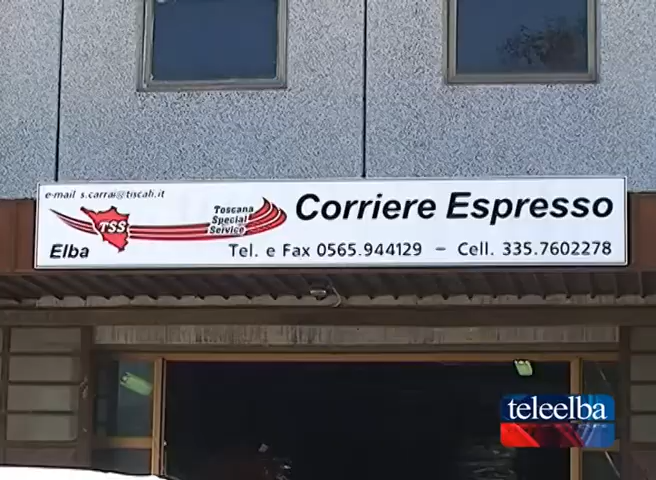 e-mail s.carrai@tiscali.it
TSS
Toscana
Special
Service
Elba
Corriere Espresso
Tel. e Fax 0565.944129 - Cell. 335.7602278
teleelba